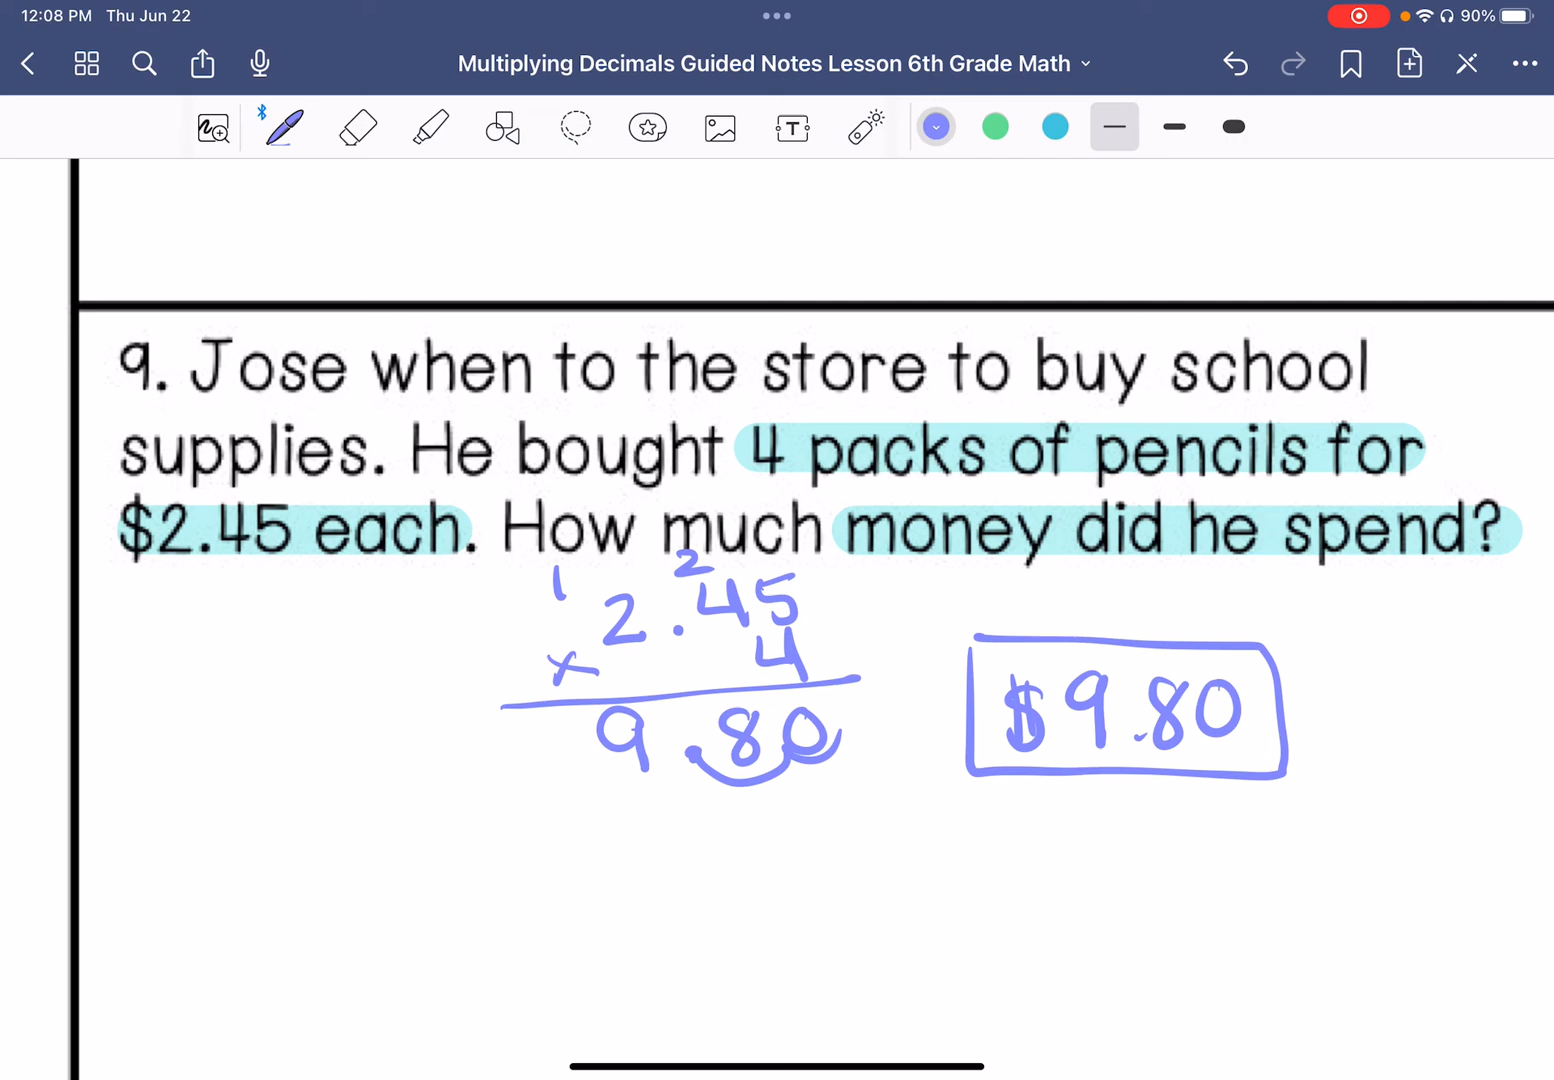 12:08 PM Thu Jun 22
90%
Multiplying Decimals Guided Notes Lesson 6th Grade Math
T
9. Jose when to the store to buy school
supplies. He bought 4 packs of pencils for
$2.45 each. How much money did he spend?
1 2
2.45
x 4
9.80
$9.80